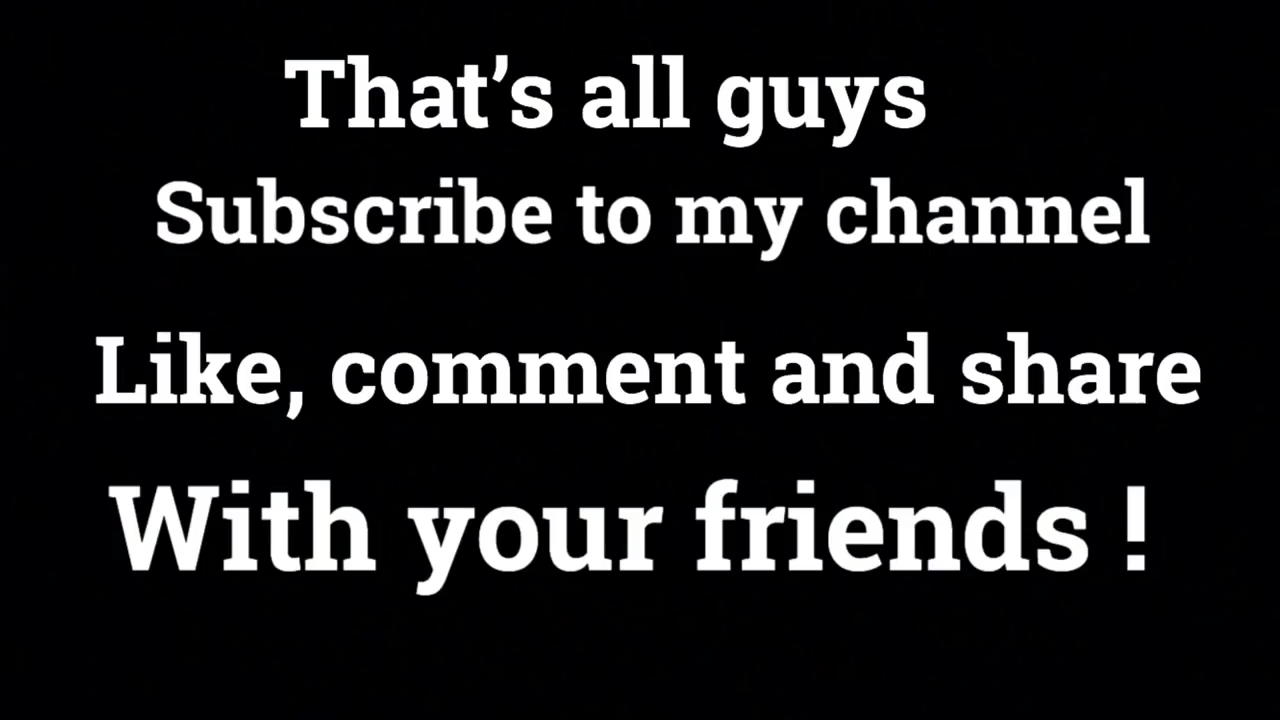 That’s all guys
Subscribe to my channel
Like, comment and share
With your friends !